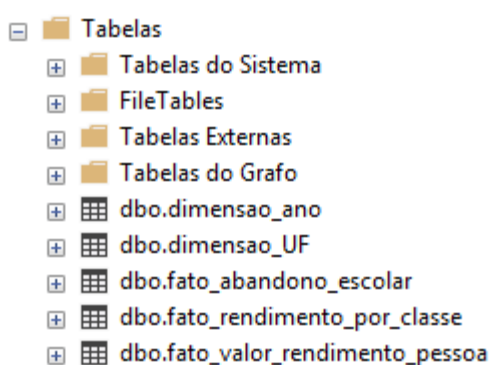 Tabelas
Tabelas do Sistema
FileTables
Tabelas Externas
Tabelas do Grafo
dbo.dimensao_ano
dbo.dimensao_UF
dbo.fato_abandono_escolar
dbo.fato_rendimento_por_classe
dbo.fato_valor_rendimento_pessoa